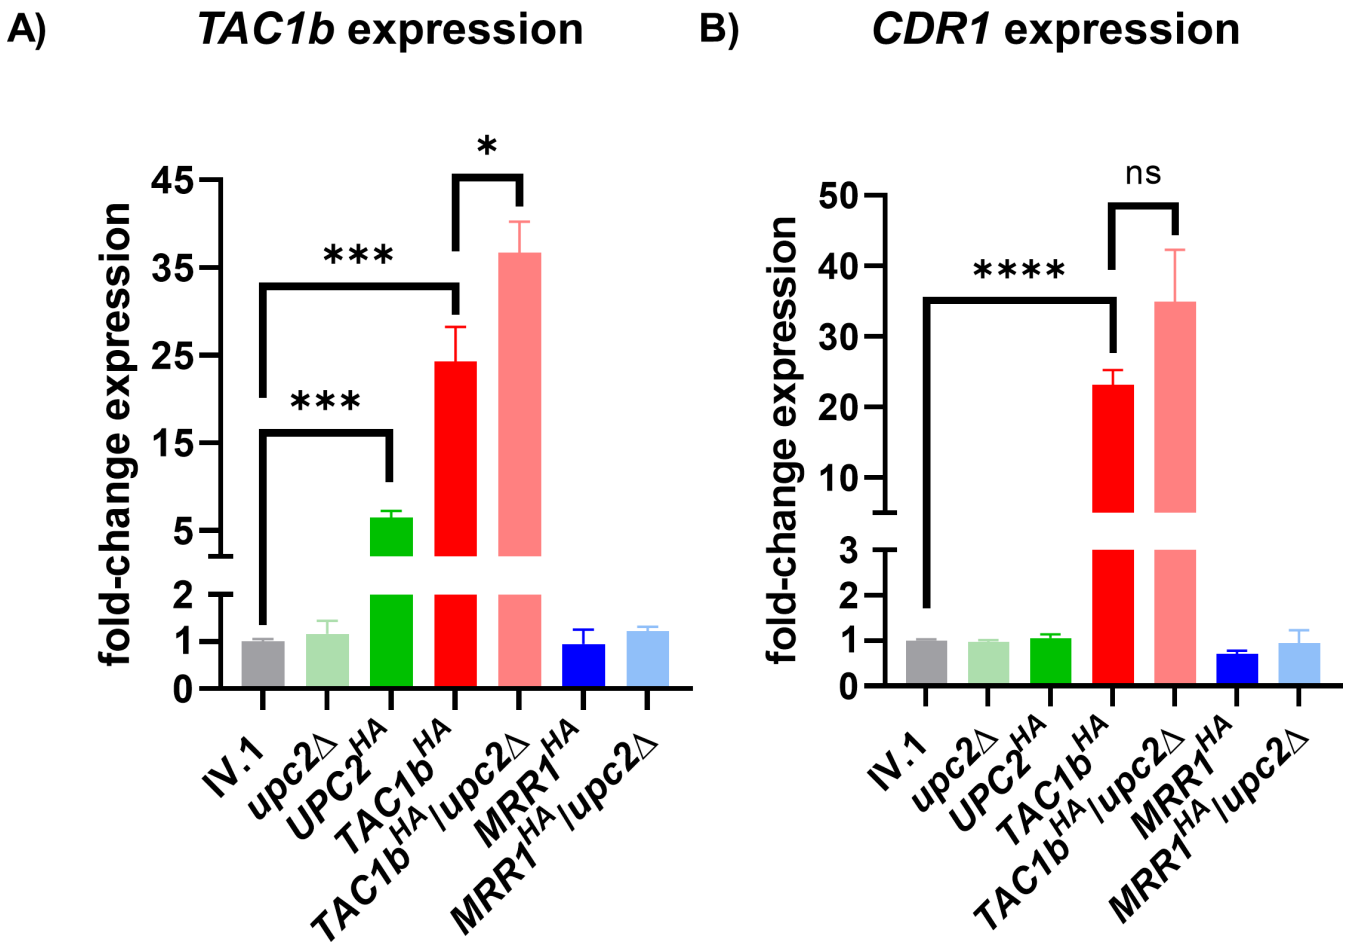 A)
TAC1b expression
fold-change expression
45
35
25
15
5
2
1
0
*
***
***
IV.1
upc2Δ
UPC2HA
TAC1bHA
TAC1bHA/upc2Δ
MRR1HA
MRR1HA/upc2Δ
B)
CDR1 expression
fold-change expression
50
40
30
20
10
3
2
1
0
ns
****
IV.1
upc2Δ
UPC2HA
TAC1bHA
TAC1bHA/upc2Δ
MRR1HA
MRR1HA/upc2Δ